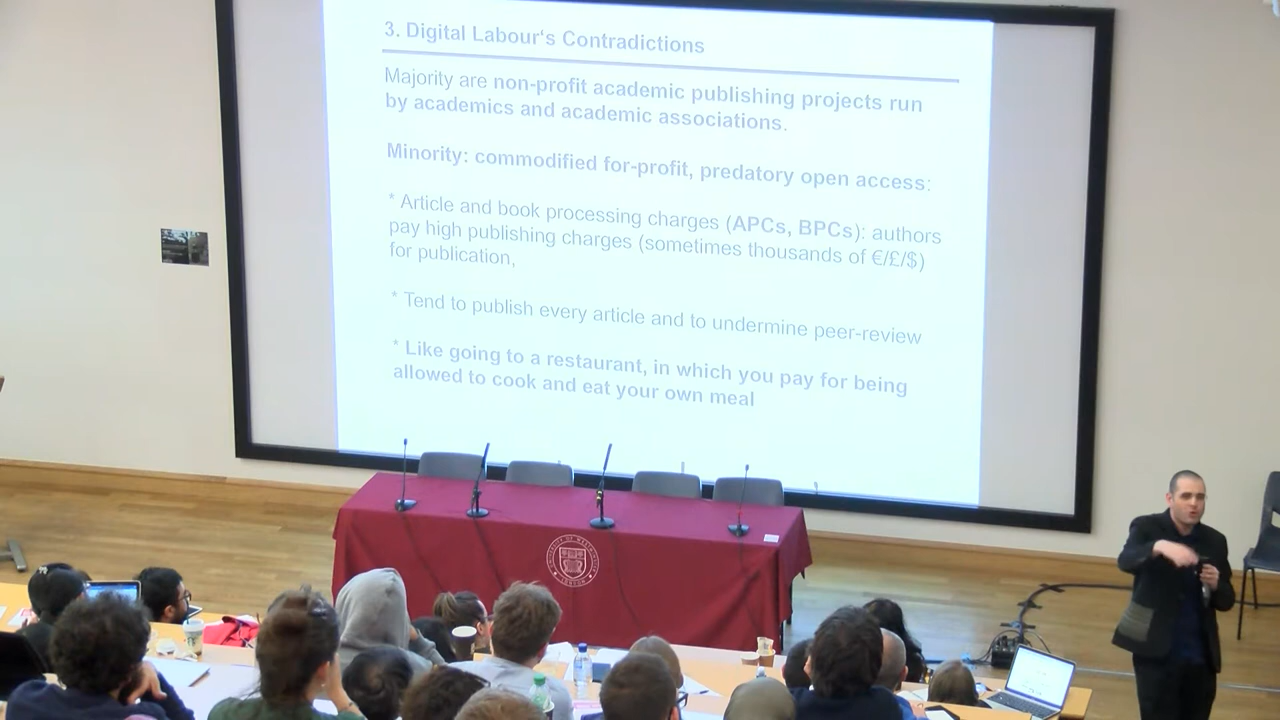 3. Digital Labour's Contradictions
Majority are non-profit academic publishing projects run
by academics and academic associations.
Minority: commodified for-profit, predatory open access:
* Article and book processing charges (APCs, BPCs): authors
pay high publishing charges (sometimes thousands of €/£/$)
for publication,
* Tend to publish every article and to undermine peer-review
* Like going to a restaurant, in which you pay for being
allowed to cook and eat your own meal